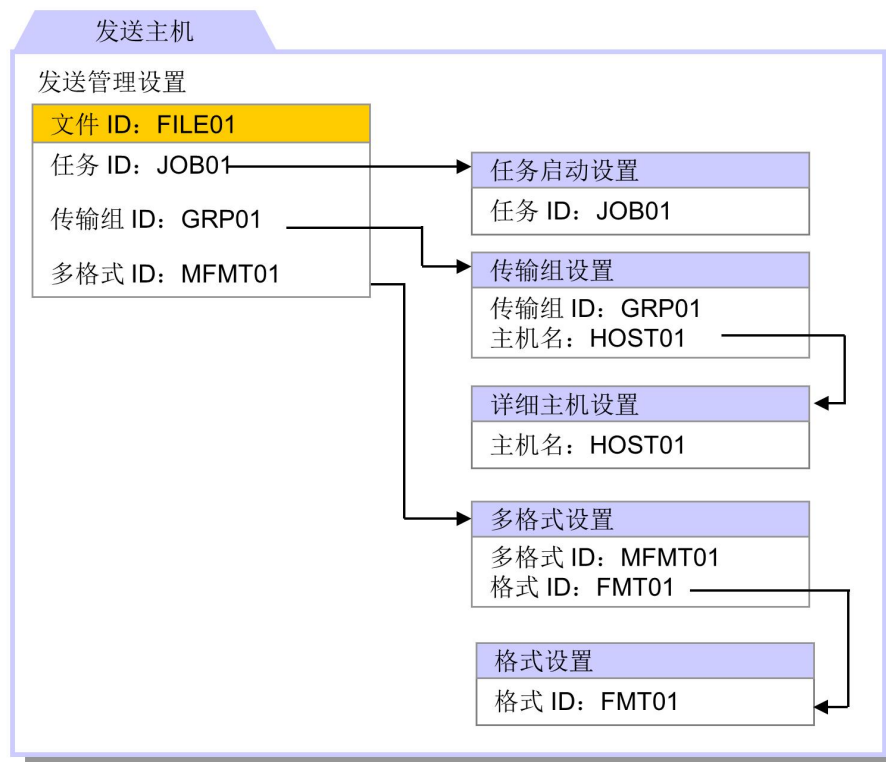 发送主机
发送管理设置
文件 ID：FILE01
任务 ID：JOB01
传输组 ID：GRP01
多格式 ID：MFMT01
任务启动设置
任务 ID：JOB01
传输组设置
传输组 ID：GRP01
主机名：HOST01
详细主机设置
主机名：HOST01
多格式设置
多格式 ID：MFMT01
格式 ID：FMT01
格式设置
格式 ID：FMT01